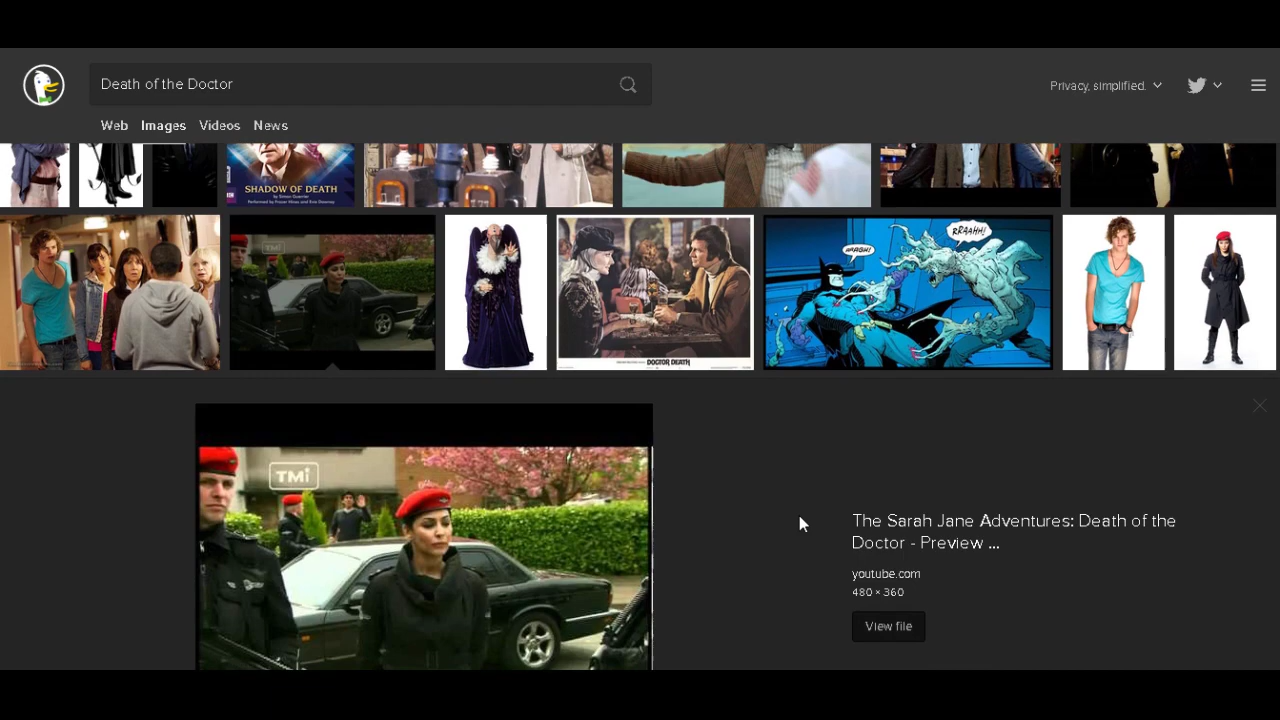 Death of the Doctor
Privacy, simplified.
Web Images Videos News
SHADOW OF DEATH
AARGH!
RRAAHH!
DOCTOR DEATH
TMi
The Sarah Jane Adventures: Death of the
Doctor - Preview ...
youtube.com
480 × 360
View file